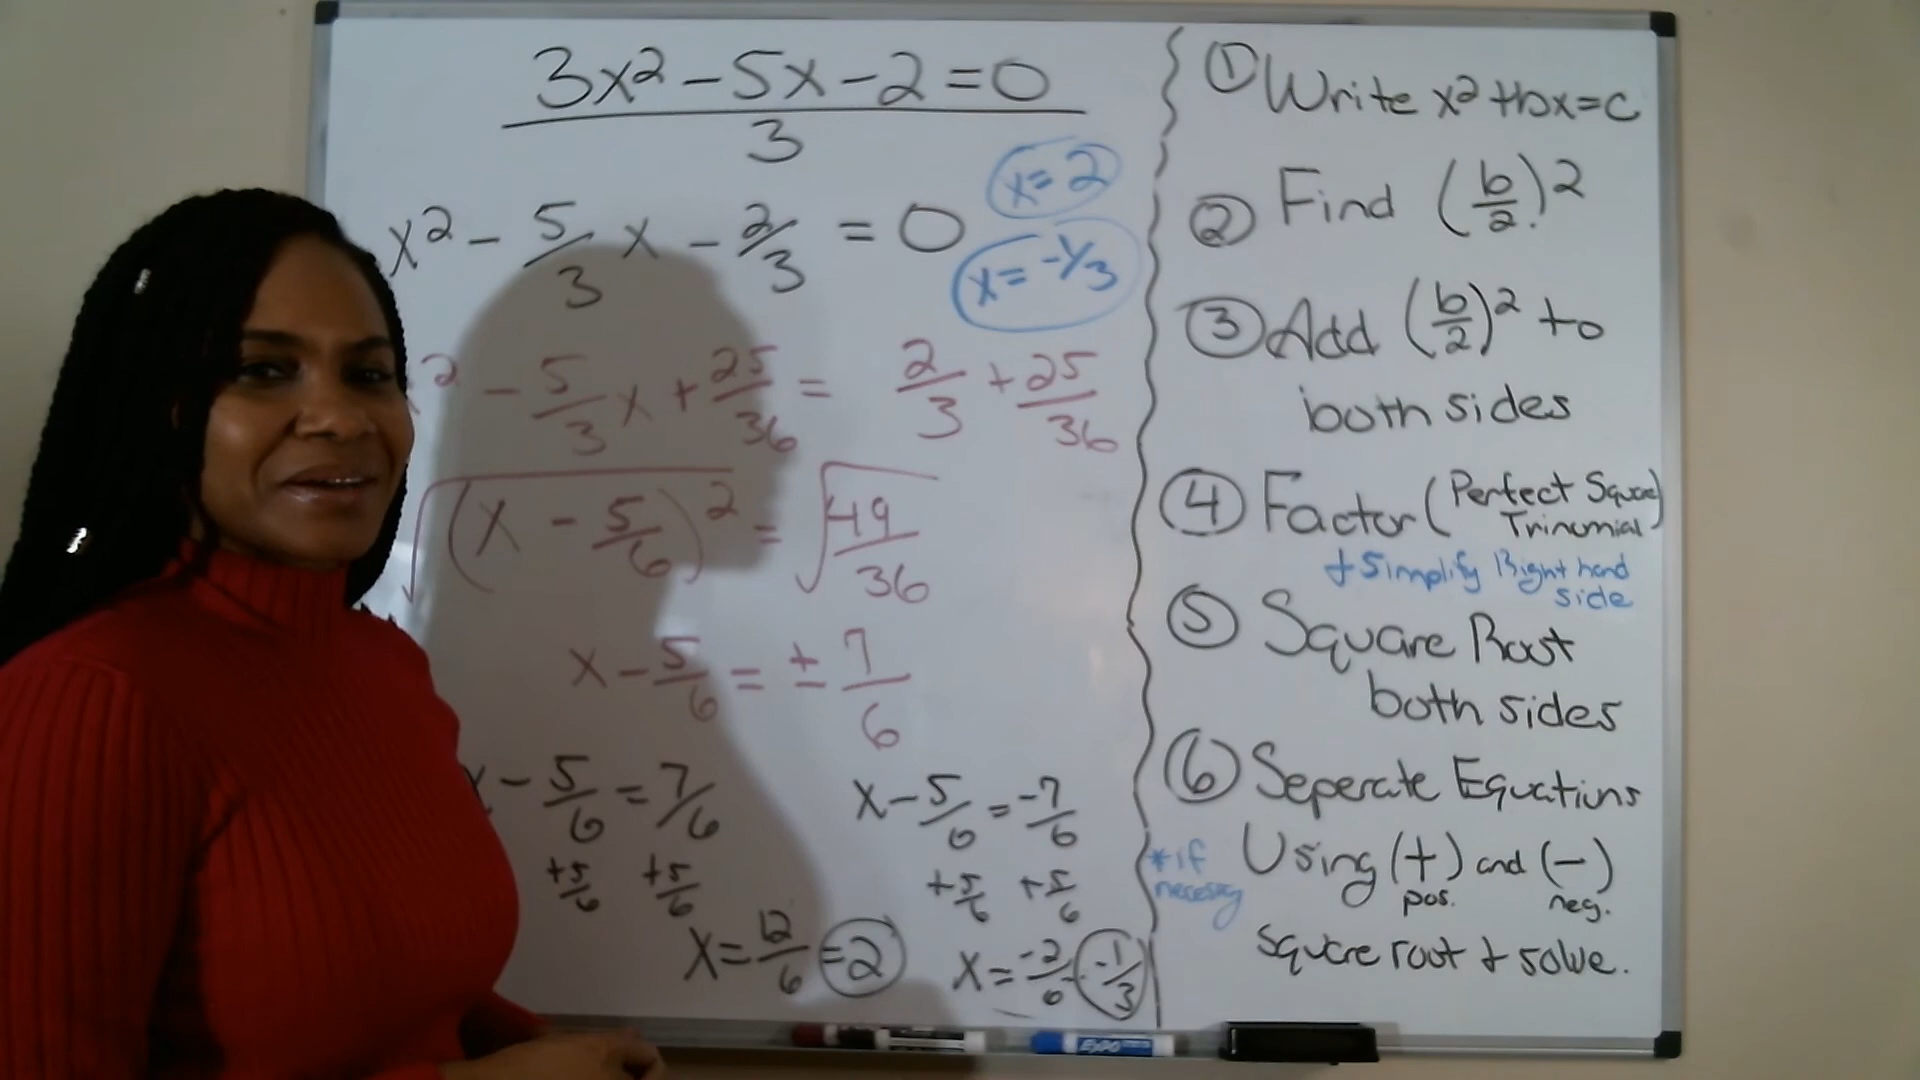 3x² - 5x - 2 = 0
3
x² - 5/3 x - 2/3 = 0
x = 2
x = -1/3
² - 5/3 x + 25/36 = 2/3 + 25/36
√(x - 5/6)² = √49/36
x - 5/6 = ± 7/6
x - 5/6 = 7/6
+5/6 +5/6
x = 12/6 = 2
x - 5/6 = -7/6
+5/6 +5/6
x = -2/6 -1/3
① Write x² + bx = c
② Find (b/2)²
③ Add (b/2)² to
both sides
④ Factor (Perfect Square
Trinomial)
+ Simplify Right hand
side
⑤ Square Root
both sides
⑥ Seperate Equations
*if
necessary
Using (+) and (-)
pos. neg.
square root + solve.
EXPO